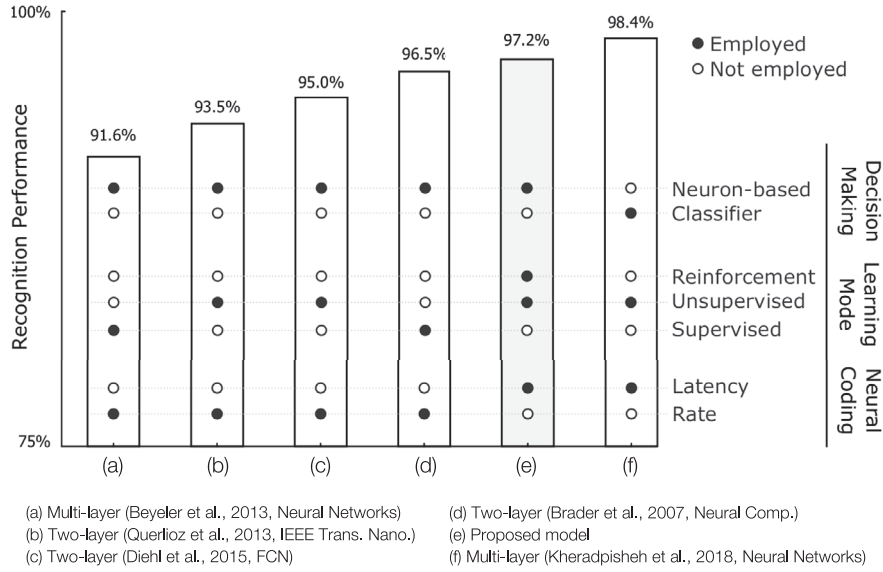 100%
98.4%
97.2%
96.5%
95.0%
93.5%
91.6%
Employed
Not employed
Recognition Performance
Neuron-based
Classifier
Decision
Making
Reinforcement
Unsupervised
Supervised
Learning
Mode
Latency
Rate
Neural
Coding
75%
(a) (b) (c) (d) (e) (f)
(a) Multi-layer (Beyeler et al., 2013, Neural Networks)
(b) Two-layer (Querlioz et al., 2013, IEEE Trans. Nano.)
(c) Two-layer (Diehl et al., 2015, FCN)
(d) Two-layer (Brader et al., 2007, Neural Comp.)
(e) Proposed model
(f) Multi-layer (Kheradpisheh et al., 2018, Neural Networks)